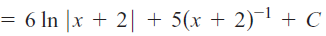 = 6 ln |x + 2| + 5(x + 2)⁻¹ + C